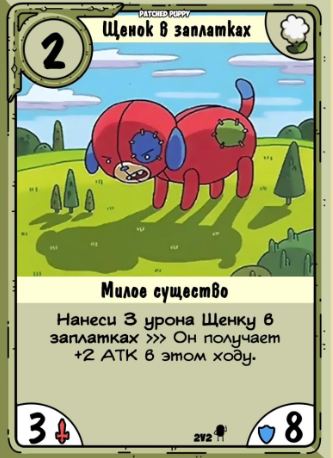 PATCHED PUPPY
2
Щенок в заплатках
Милое существо
Нанеси 3 урона Щенку в
заплатках >>> Он получает
+2 АТК в этом ходу.
3
2V2
8